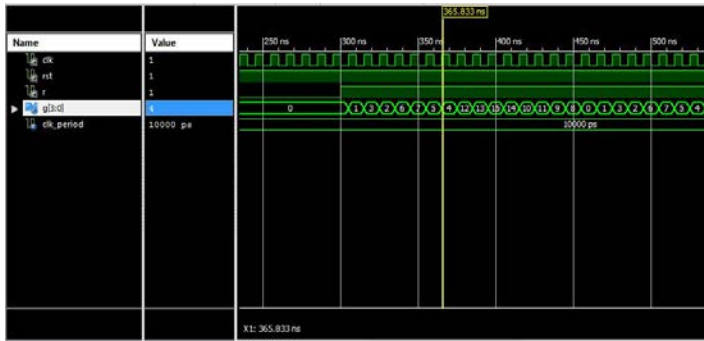 365.833 ns
Name Value 250 ns 300 ns 350 ns 400 ns 450 ns 500 ns
clk 1
rst 1
r 1
g[3:0] 4 0 1 3 2 6 7 5 4 12 13 15 14 10 11 9 8 0 1 3 2 6 7 5 4
clk_period 10000 ps 10000 ps
X1: 365.833 ns